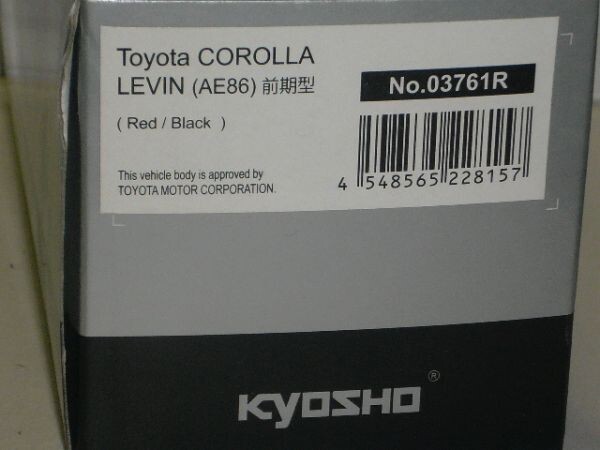 Toyota COROLLA
LEVIN (AE86) 前期型
( Red / Black )
This vehicle body is approved by
TOYOTA MOTOR CORPORATION.
No.03761R
4 548565 228157
KYOSHO ®